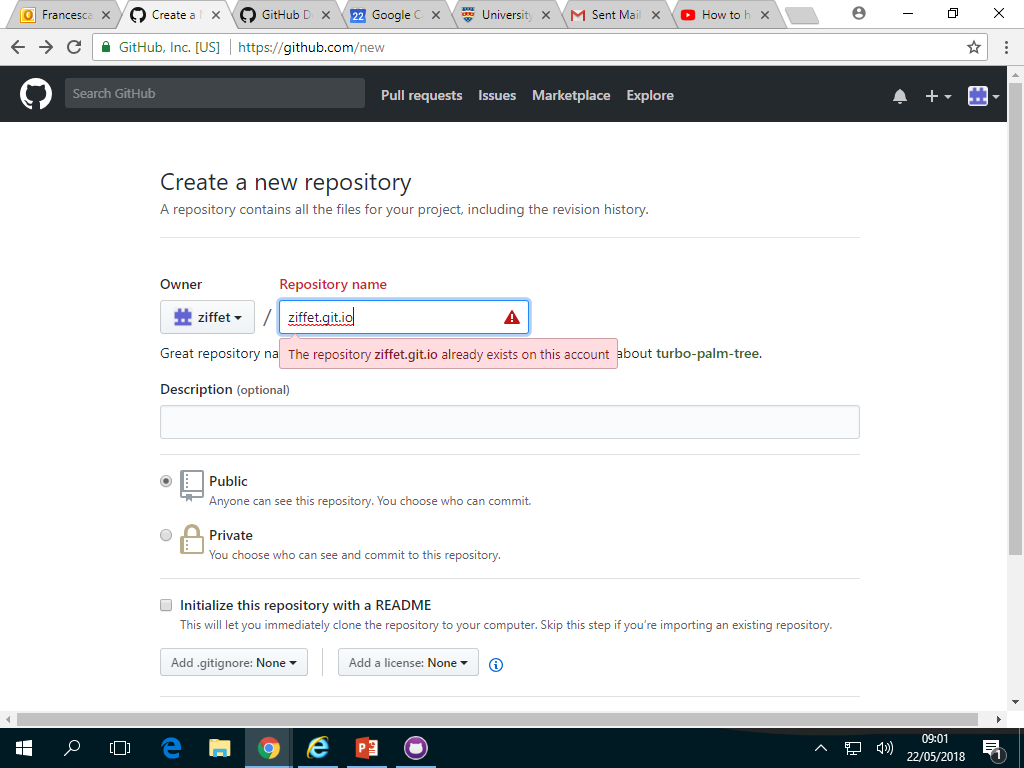 Francesca
Create a N
GitHub D
22 Google C
University
Sent Mail
How to h
GitHub, Inc. [US] https://github.com/new
Search GitHub
Pull requests Issues Marketplace Explore
Create a new repository
A repository contains all the files for your project, including the revision history.
Owner
Repository name
ziffet / ziffet.git.io
Great repository na
The repository ziffet.git.io already exists on this account
about turbo-palm-tree.
Description (optional)
Public
Anyone can see this repository. You choose who can commit.
Private
You choose who can see and commit to this repository.
Initialize this repository with a README
This will let you immediately clone the repository to your computer. Skip this step if you’re importing an existing repository.
Add .gitignore: None
Add a license: None
09:01
22/05/2018
1